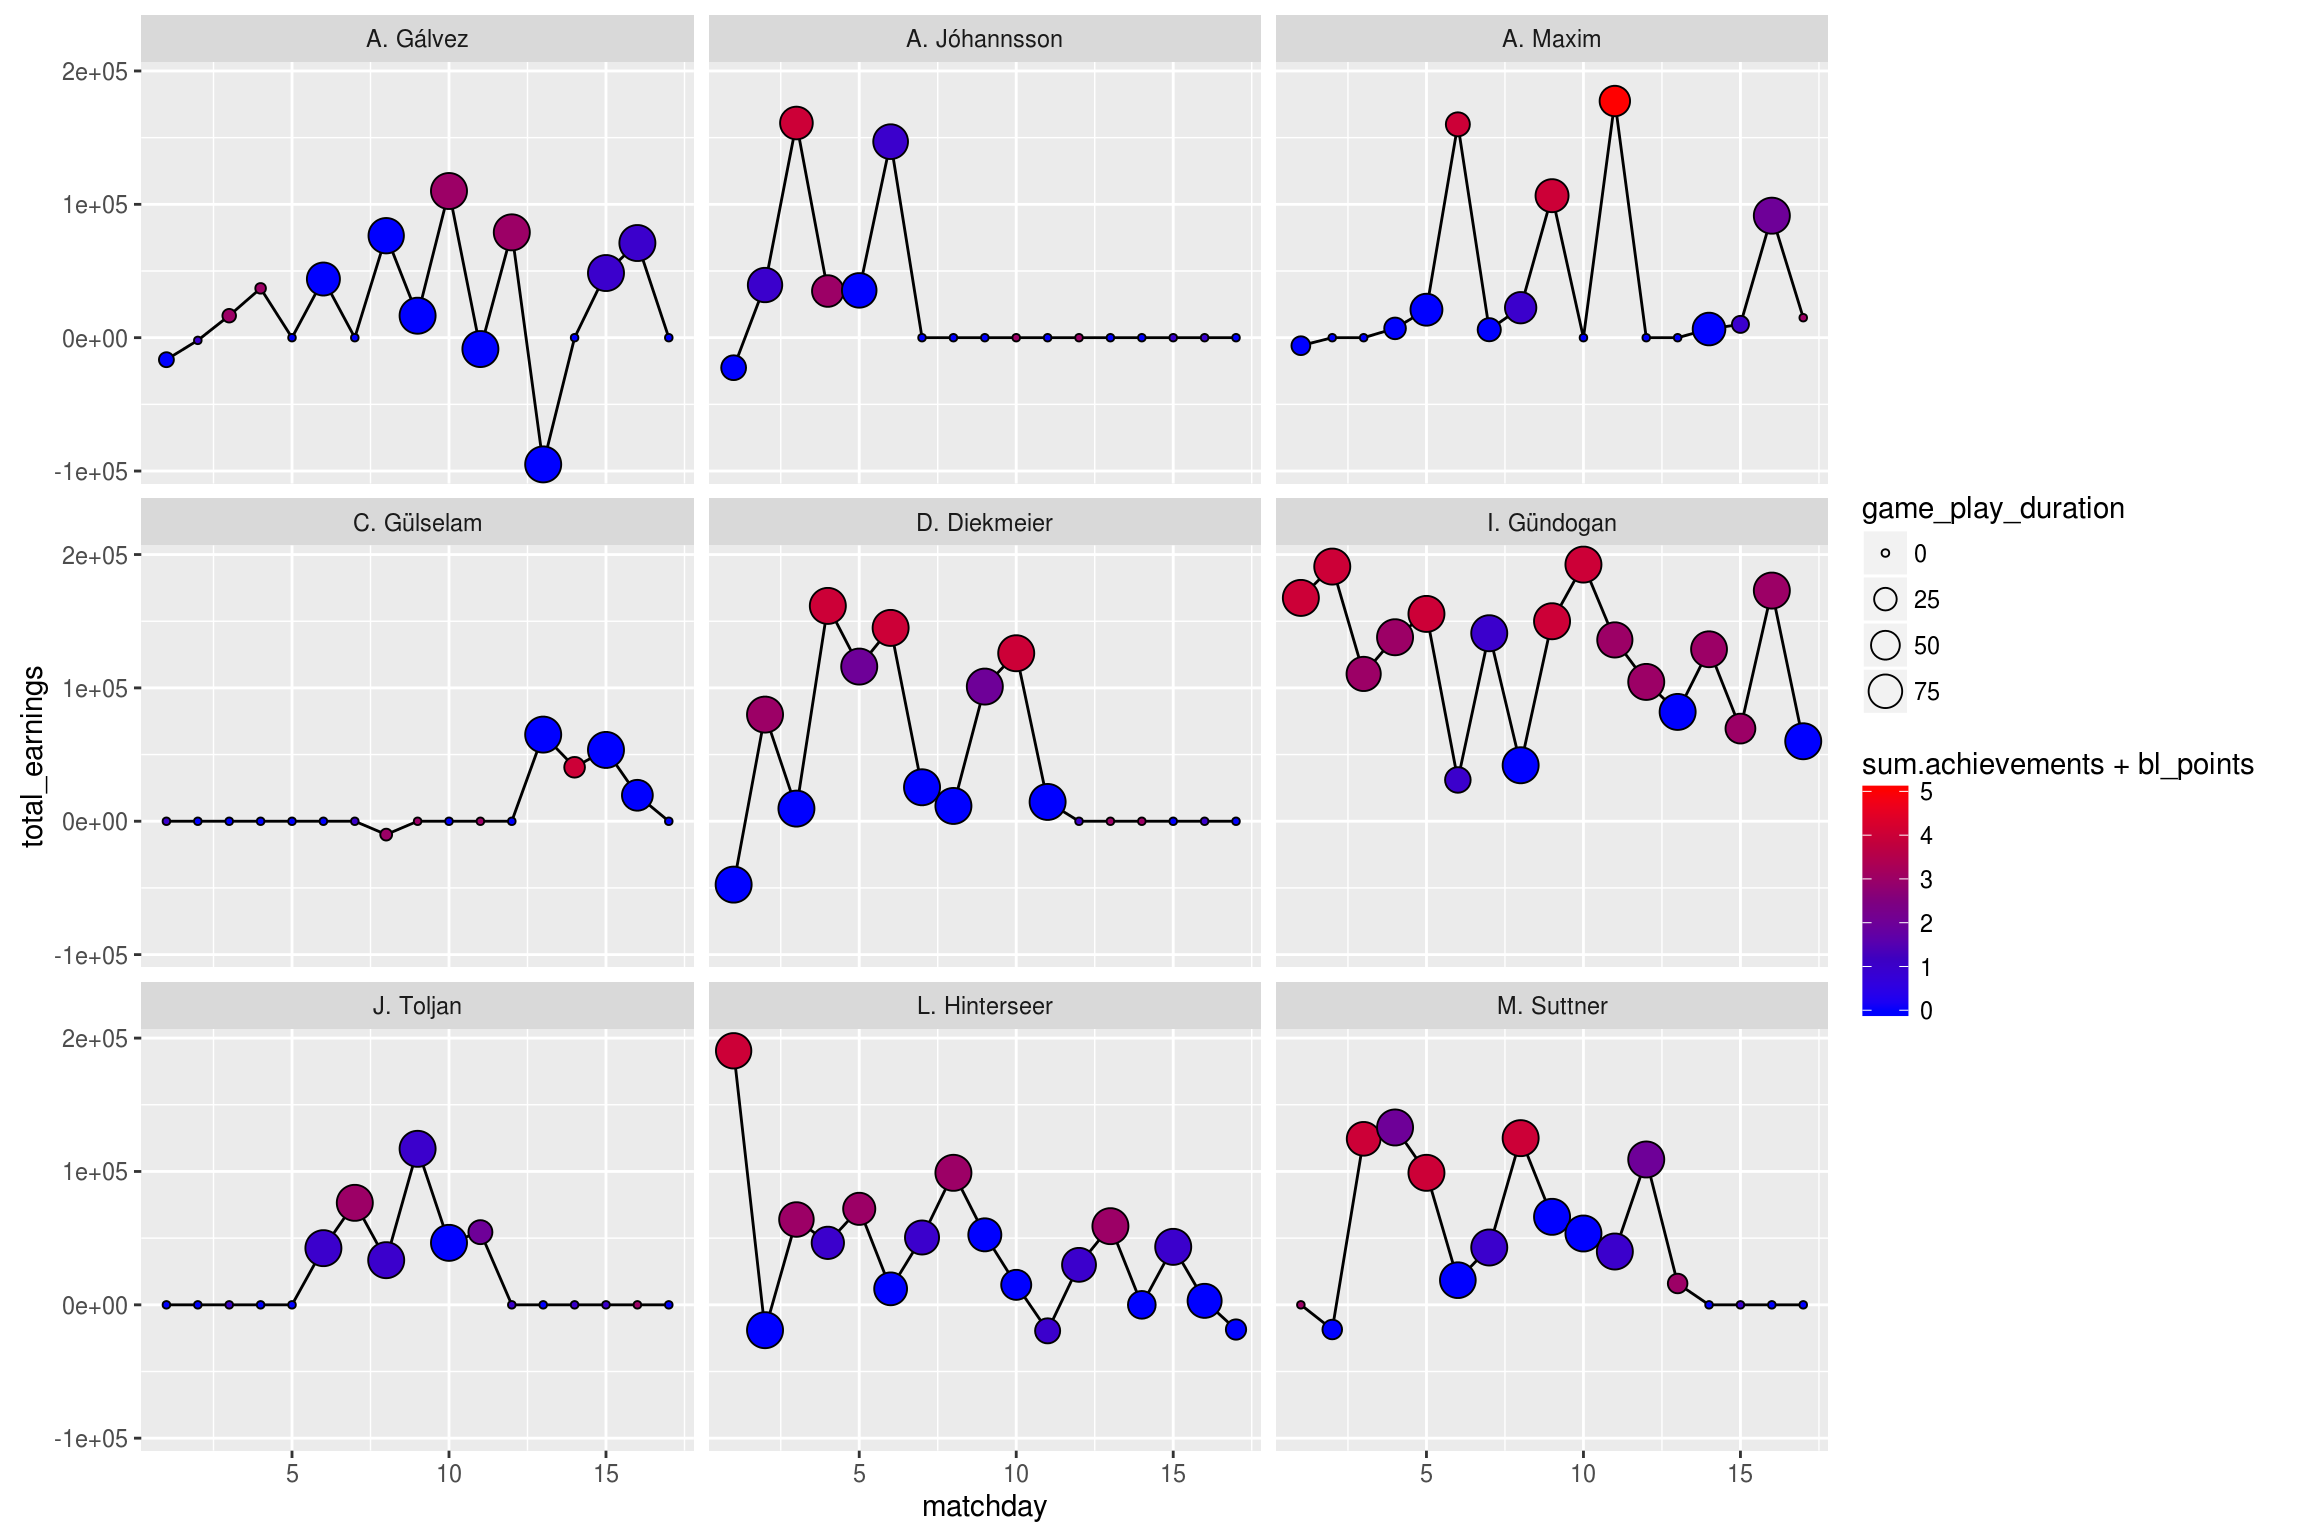 A. Gálvez
A. Jóhannsson
A. Maxim
2e+05
1e+05
0e+00
-1e+05
C. Gülselam
D. Diekmeier
I. Gündogan
2e+05
1e+05
0e+00
-1e+05
J. Toljan
L. Hinterseer
M. Suttner
2e+05
1e+05
0e+00
-1e+05
5 10 15
5 10 15
5 10 15
matchday
total_earnings
game_play_duration
0
25
50
75
sum.achievements + bl_points
5
4
3
2
1
0